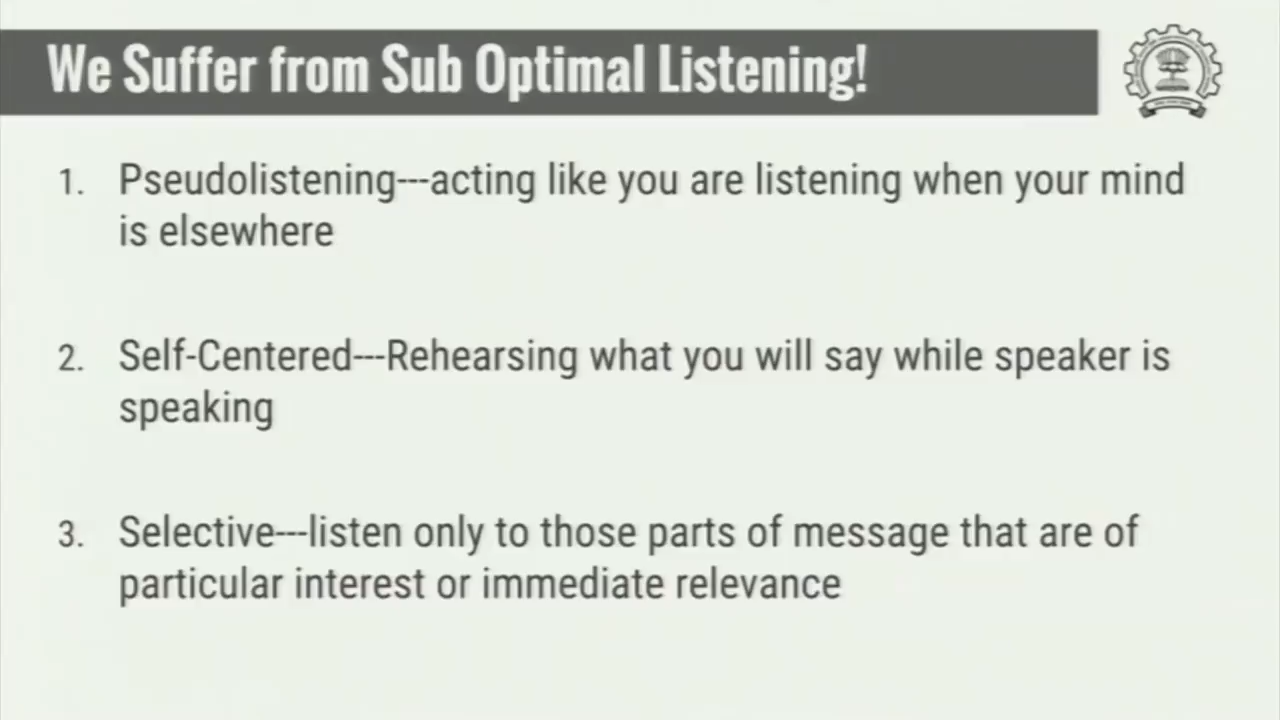 We Suffer from Sub Optimal Listening!
1. Pseudolistening---acting like you are listening when your mind
is elsewhere
2. Self-Centered---Rehearsing what you will say while speaker is
speaking
3. Selective---listen only to those parts of message that are of
particular interest or immediate relevance